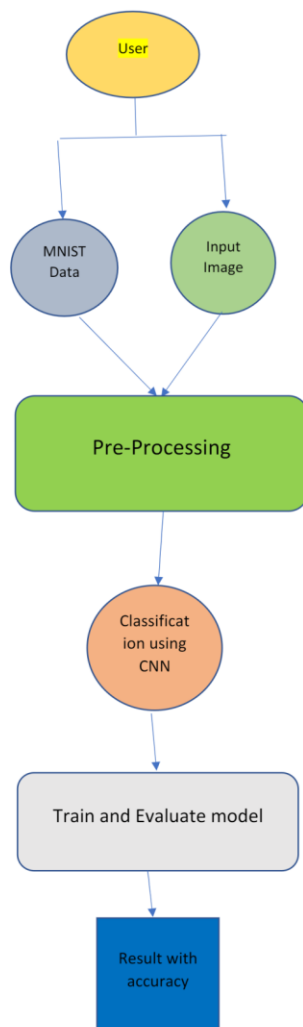 User
MNIST
Data
Input
Image
Pre-Processing
Classificat
ion using
CNN
Train and Evaluate model
Result with
accuracy